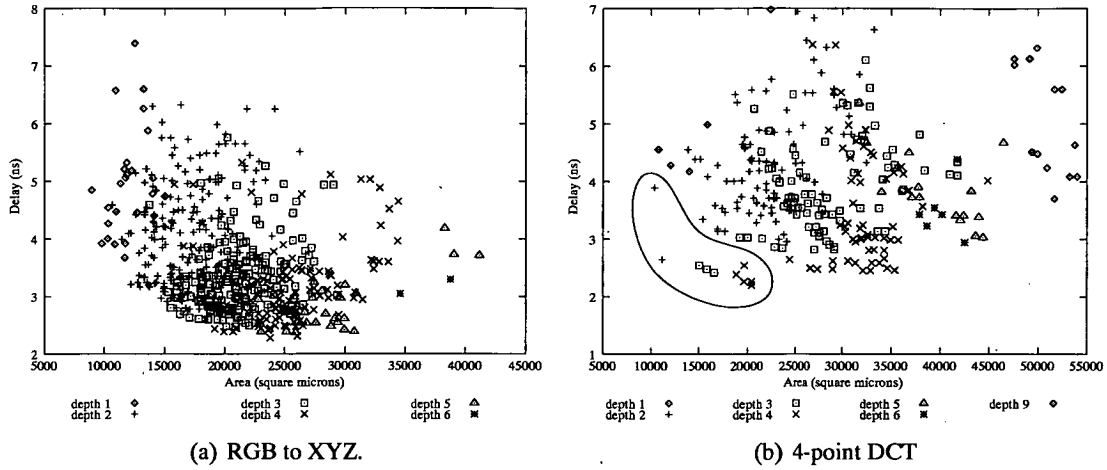 8
7
6
5
4
3
2
Delay (ns)
5000 10000 15000 20000 25000 30000 35000 40000 45000
Area (square microns)
depth 1 depth 3 depth 5
depth 2 depth 4 depth 6
(a) RGB to XYZ.
7
6
5
4
3
2
1
Delay (ns)
5000 10000 15000 20000 25000 30000 35000 40000 45000 50000 55000
Area (square microns)
depth 1 depth 3 depth 5 depth 9
depth 2 depth 4 depth 6
(b) 4-point DCT